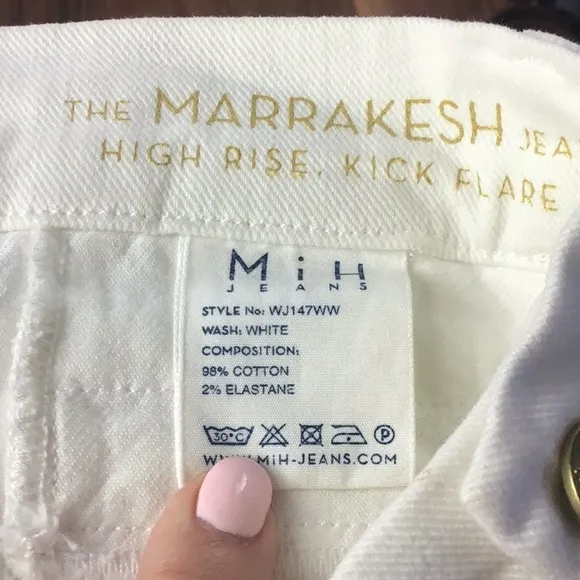 THE MARRAKESH JEA
HIGH RISE. KICK FLARE
MiH
JEANS
STYLE No: WJ147WW
WASH: WHITE
COMPOSITION:
98% COTTON
2% ELASTANE
30°C P
WWW.MiH-JEANS.COM